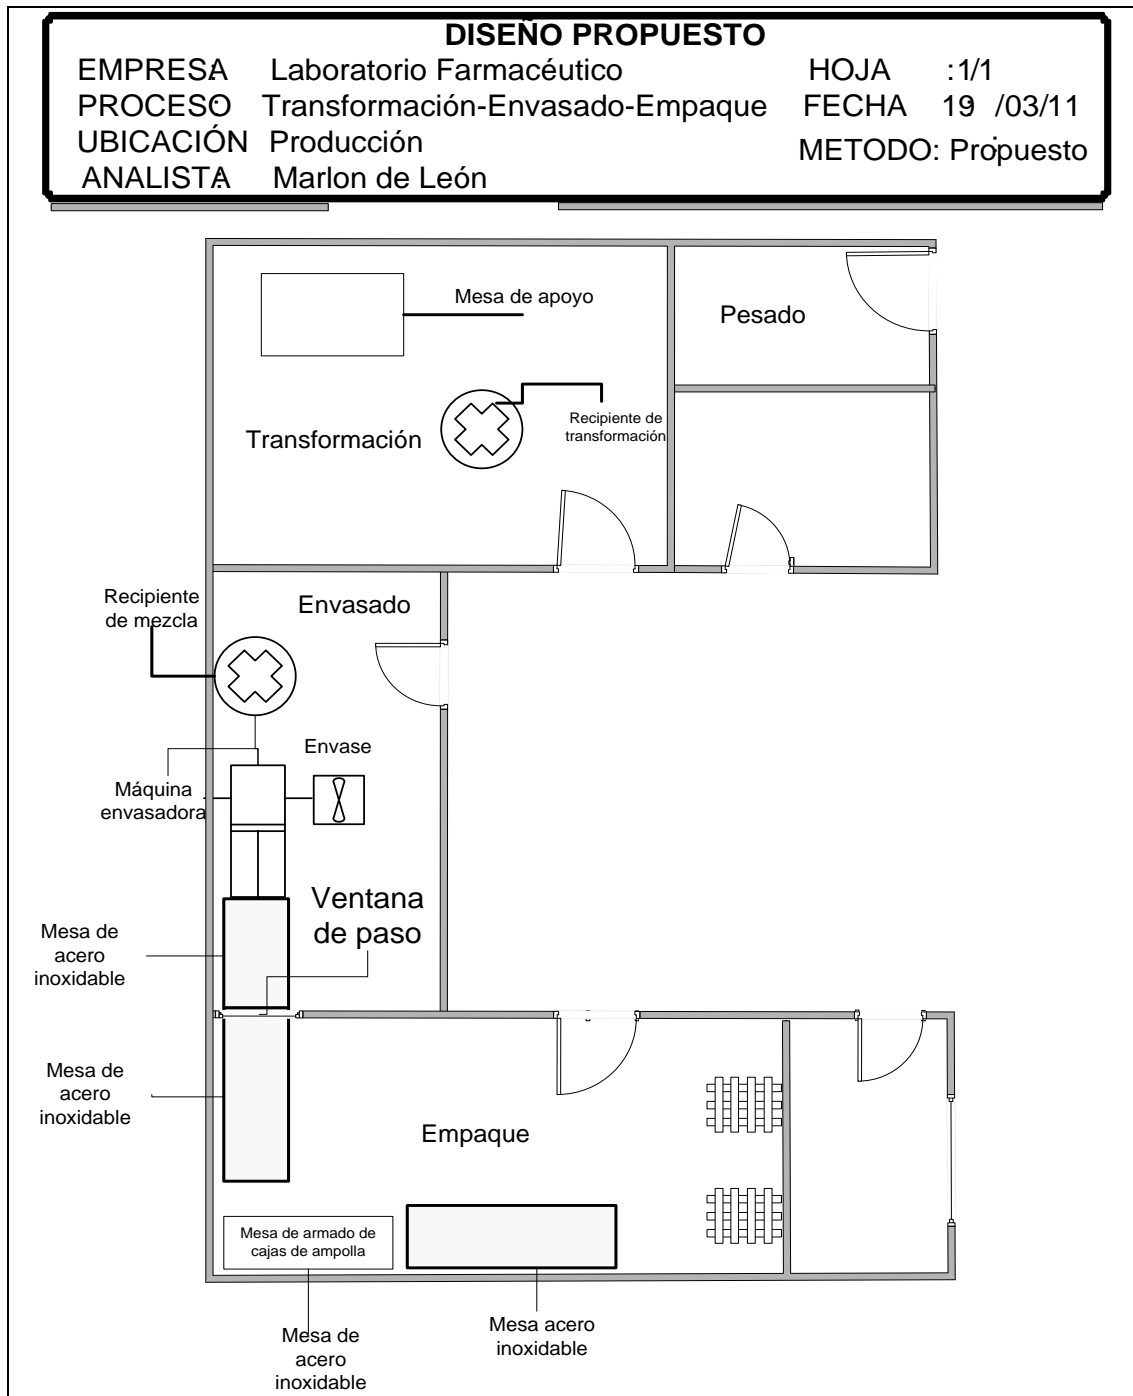 DISEÑO PROPUESTO
EMPRESA: Laboratorio Farmacéutico HOJA :1/1
PROCESO: Transformación-Envasado-Empaque FECHA: 19 /03/11
UBICACIÓN: Producción
METODO: Propuesto
ANALISTA: Marlon de León
Mesa de apoyo
Pesado
Recipiente de
transformación
Transformación
Recipiente
de mezcla
Envasado
Envase
Máquina
envasadora
Ventana
de paso
Mesa de
acero
inoxidable
Mesa de
acero
inoxidable
Empaque
Mesa de armado de
cajas de ampolla
Mesa de
acero
inoxidable
Mesa acero
inoxidable